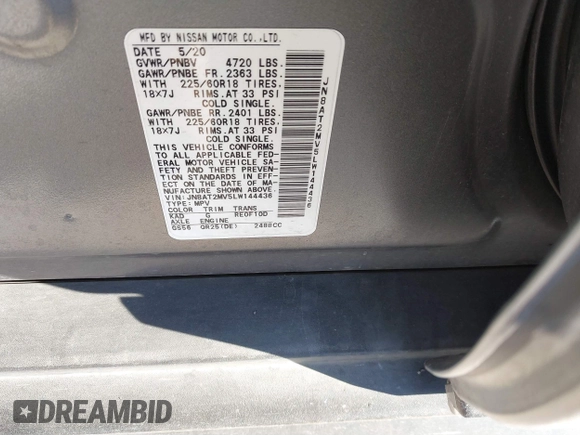 MFD BY NISSAN MOTOR CO.,LTD.
DATE 5/20
GVWR/PNBV 4720 LBS.
GAWR/PNBE FR. 2363 LBS.
WITH 225/60R18 TIRES.
18X7J RIMS.AT 33 PSI
COLD SINGLE.
GAWR/PNBE RR. 2401 LBS.
WITH 225/60R18 TIRES.
18X7J RIMS.AT 33 PSI
COLD SINGLE.
THIS VEHICLE CONFORMS
TO ALL APPLICABLE FED-
ERAL MOTOR VEHICLE SA-
FETY AND THEFT PREVEN-
TION STANDARDS IN EFF-
ECT ON THE DATE OF MA-
NUFACTURE SHOWN ABOVE.
VIN:JN8AT2MV5LW144436
TYPE:MPV
COLOR TRIM TRANS
KAD G RE0F10D
AXLE ENGINE
GS56 QR25(DE) 2488CC
JN8AT2MV5LW144436
DREAMBID